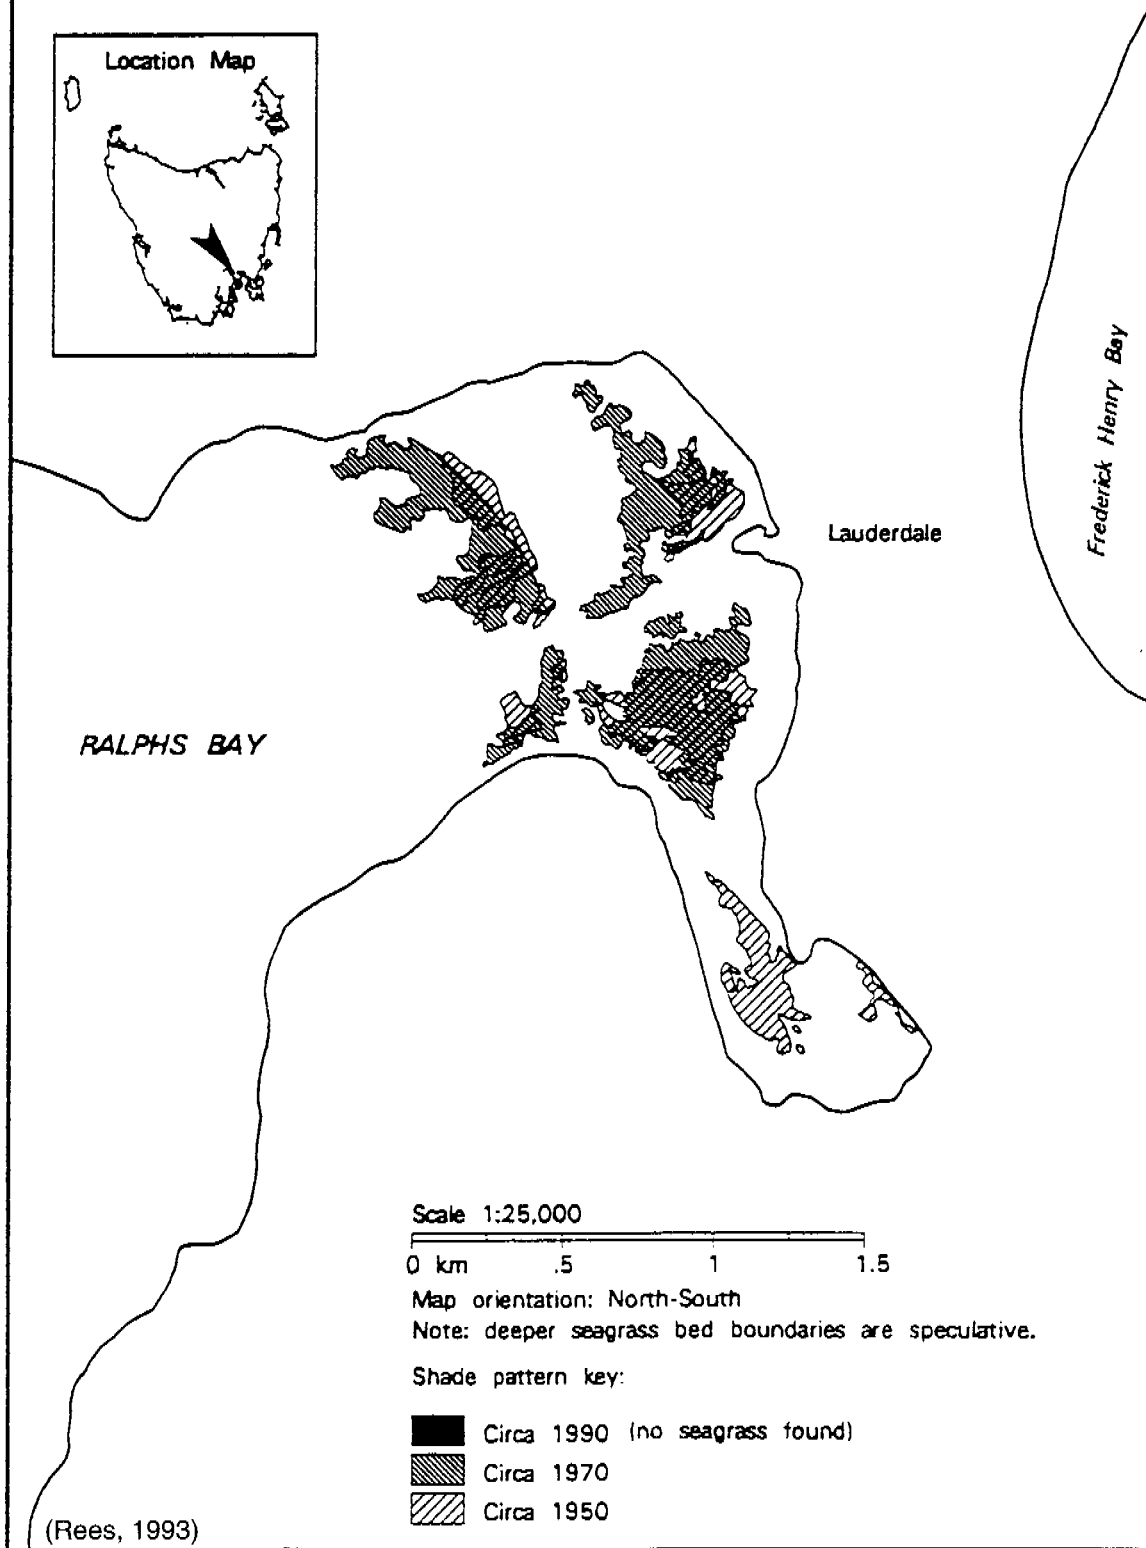 Location Map
Frederick Henry Bay
Lauderdale
RALPHS BAY
Scale 1:25,000
0 km .5 1 1.5
Map orientation: North-South
Note: deeper seagrass bed boundaries are speculative.
Shade pattern key:
Circa 1990 (no seagrass found)
Circa 1970
Circa 1950
(Rees, 1993)